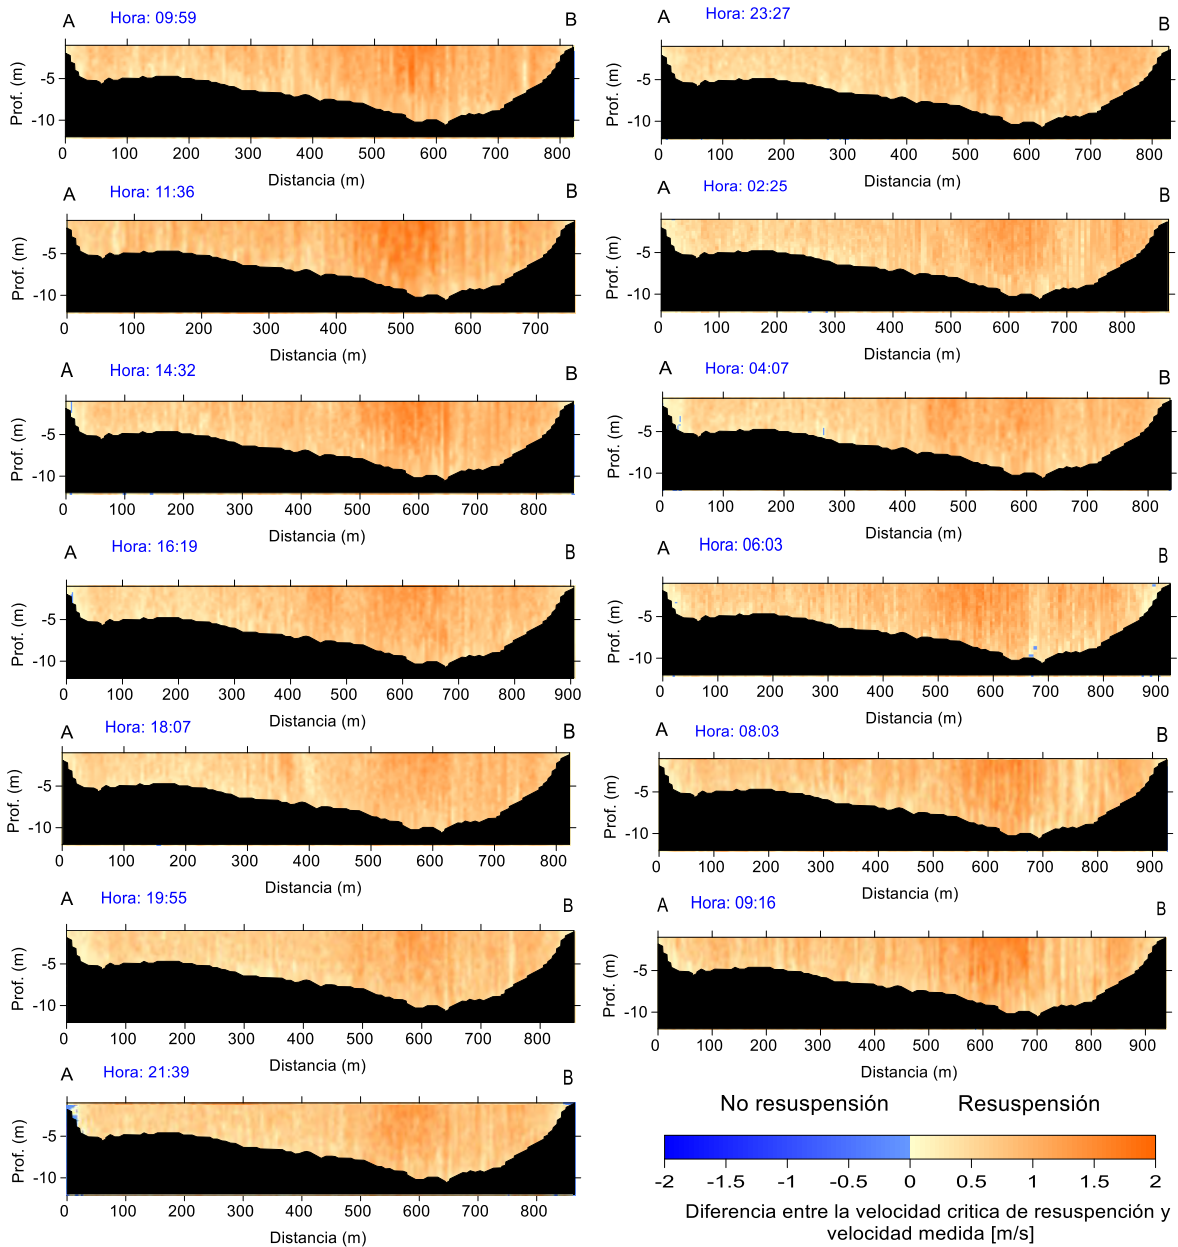 A Hora: 09:59 B
Prof. (m)
-5
-10
0 100 200 300 400 500 600 700 800
Distancia (m)
A Hora: 11:36 B
Prof. (m)
-5
-10
0 100 200 300 400 500 600 700
Distancia (m)
A Hora: 14:32 B
Prof. (m)
-5
-10
0 100 200 300 400 500 600 700 800
Distancia (m)
A Hora: 16:19 B
Prof. (m)
-5
-10
0 100 200 300 400 500 600 700 800 900
Distancia (m)
A Hora: 18:07 B
Prof. (m)
-5
-10
0 100 200 300 400 500 600 700 800
Distancia (m)
A Hora: 19:55 B
Prof. (m)
-5
-10
0 100 200 300 400 500 600 700 800
Distancia (m)
A Hora: 21:39 B
Prof. (m)
-5
-10
0 100 200 300 400 500 600 700 800
Distancia (m)
A Hora: 23:27 B
Prof. (m)
-5
-10
0 100 200 300 400 500 600 700 800
Distancia (m)
A Hora: 02:25 B
Prof. (m)
-5
-10
0 100 200 300 400 500 600 700 800
Distancia (m)
A Hora: 04:07 B
Prof. (m)
-5
-10
0 100 200 300 400 500 600 700 800
Distancia (m)
A Hora: 06:03 B
Prof. (m)
-5
-10
0 100 200 300 400 500 600 700 800 900
Distancia (m)
A Hora: 08:03 B
Prof. (m)
-5
-10
0 100 200 300 400 500 600 700 800 900
Distancia (m)
A Hora: 09:16 B
Prof. (m)
-5
-10
0 100 200 300 400 500 600 700 800 900
Distancia (m)
No resuspensión Resuspensión
-2 -1.5 -1 -0.5 0 0.5 1 1.5 2
Diferencia entre la velocidad critica de resuspención y
velocidad medida [m/s]